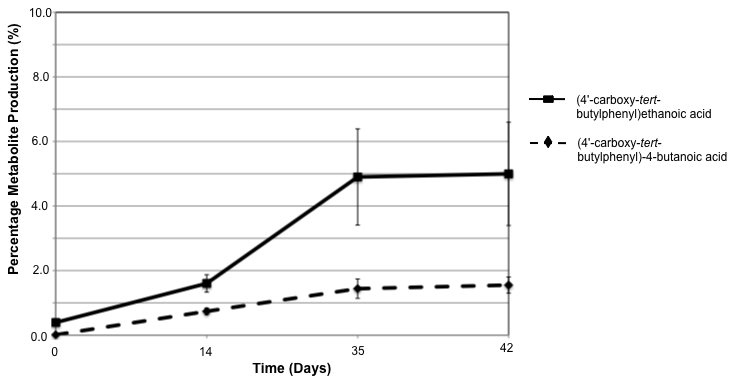 10.0
8.0
6.0
4.0
2.0
0.0
Percentage Metabolite Production (%)
0
14
35
42
Time (Days)
(4'-carboxy-tert-
butylphenyl)ethanoic acid
(4'-carboxy-tert-
butylphenyl)-4-butanoic acid